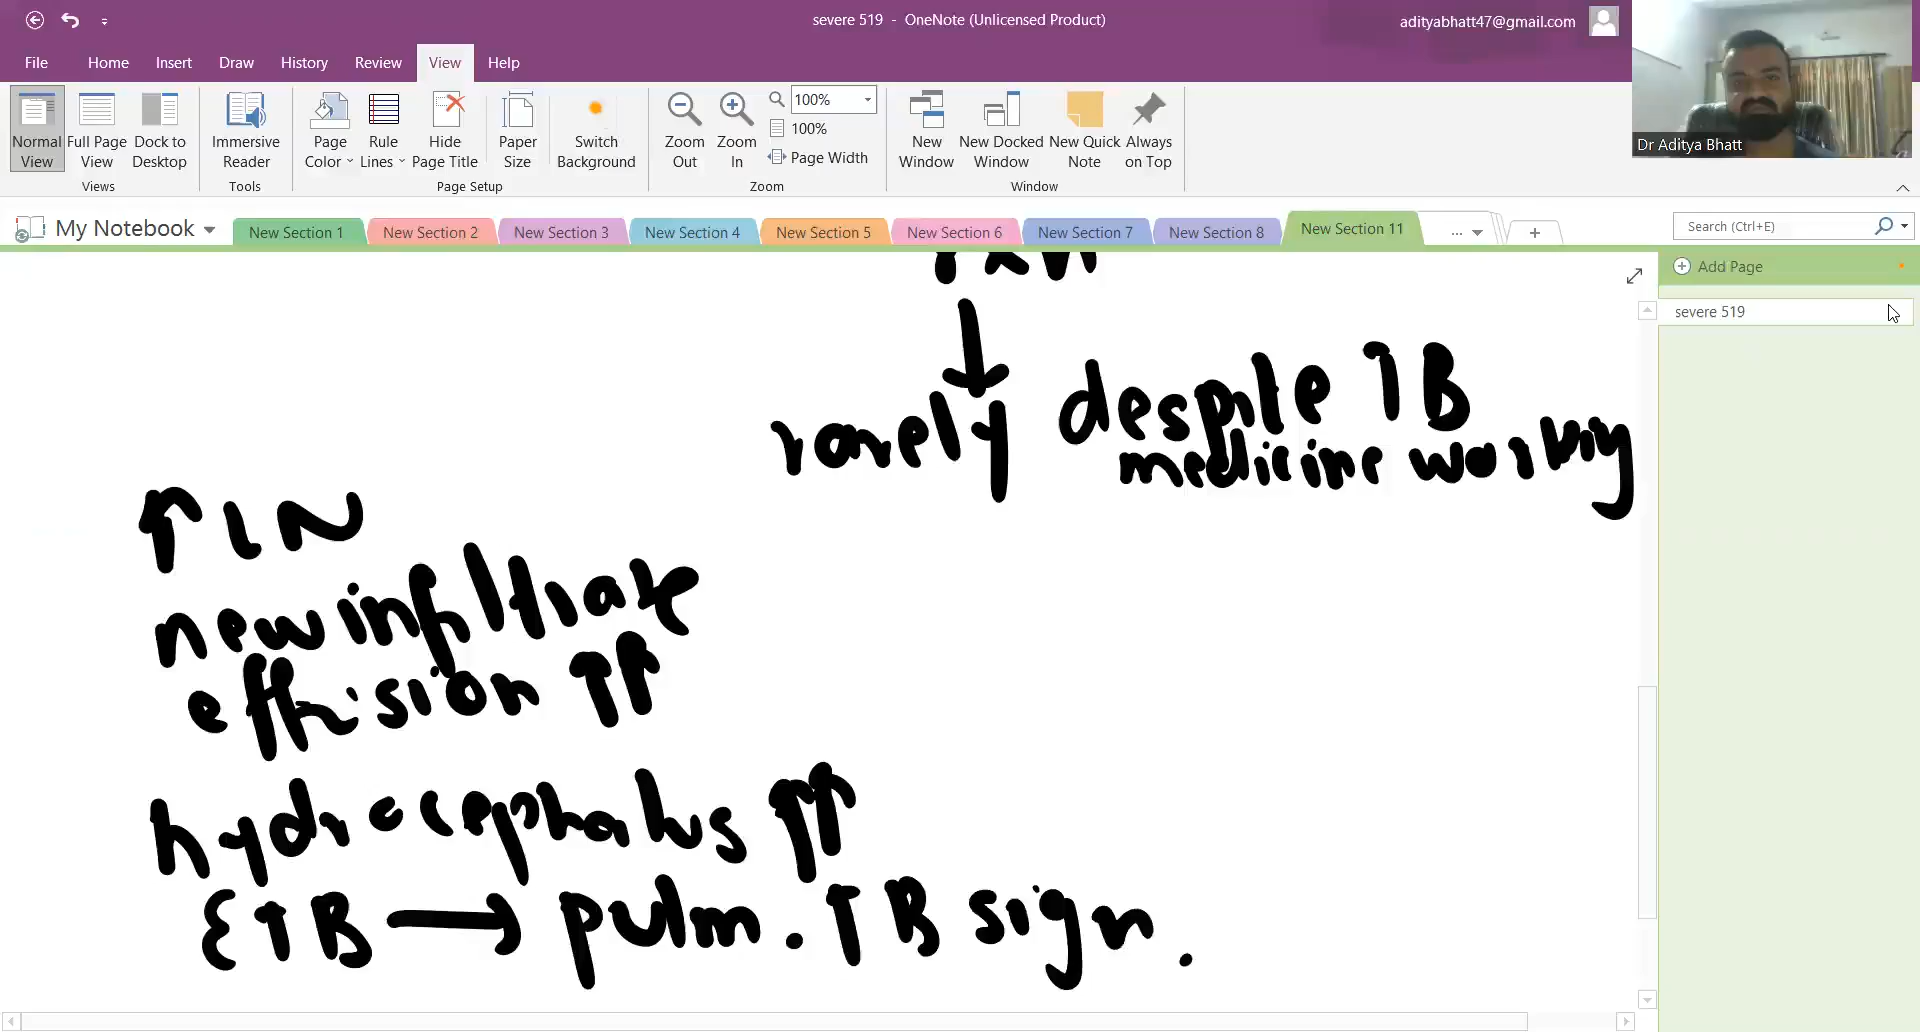 severe 519 - OneNote (Unlicensed Product)
adityabhatt47@gmail.com
File Home Insert Draw History Review View Help
Normal View
Full Page View
Dock to Desktop
Immersive Reader
Page Color
Rule Lines
Hide Page Title
Paper Size
Switch Background
Zoom Out
Zoom In
100%
100%
Page Width
New Window
New Docked Window
New Quick Note
Always on Top
Views
Tools
Page Setup
Zoom
Window
Dr Aditya Bhatt
My Notebook
New Section 1
New Section 2
New Section 3
New Section 4
New Section 5
New Section 6
New Section 7
New Section 8
New Section 11
...
Search (Ctrl+E)
Add Page
severe 519
↓
rarely despite TB
medicine working
↑ LN
new infiltrate
effusion ↑↑
hydrocephalus ↑↑
ETB → pulm. TB sign.